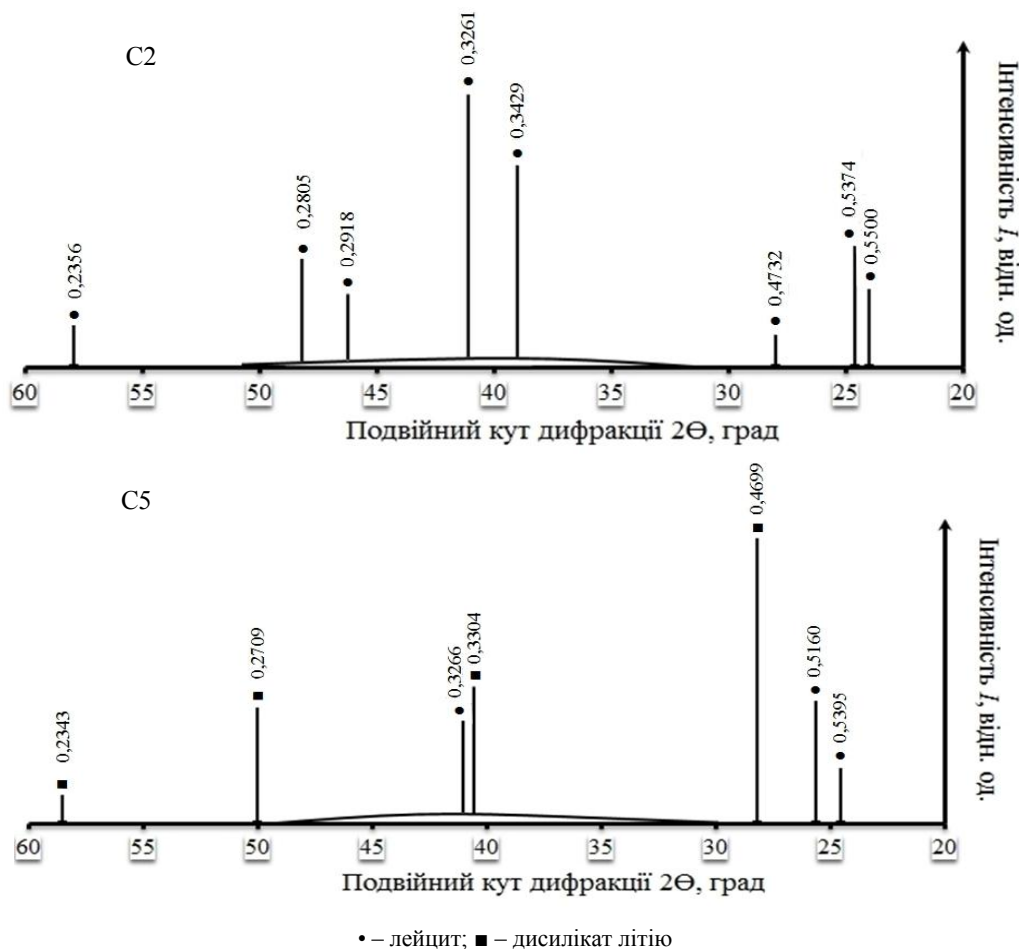 C2
0,2356
0,2805
0,2918
0,3261
0,3429
0,4732
0,5374
0,5500
Інтенсивність I, відн. од.
60 55 50 45 40 35 30 25 20
Подвійний кут дифракції 2Ө, град
C5
0,2343
0,2709
0,3266
0,3304
0,4699
0,5160
0,5395
Інтенсивність I, відн. од.
60 55 50 45 40 35 30 25 20
Подвійний кут дифракції 2Ө, град
• – лейцит; ■ – дисилікат літію